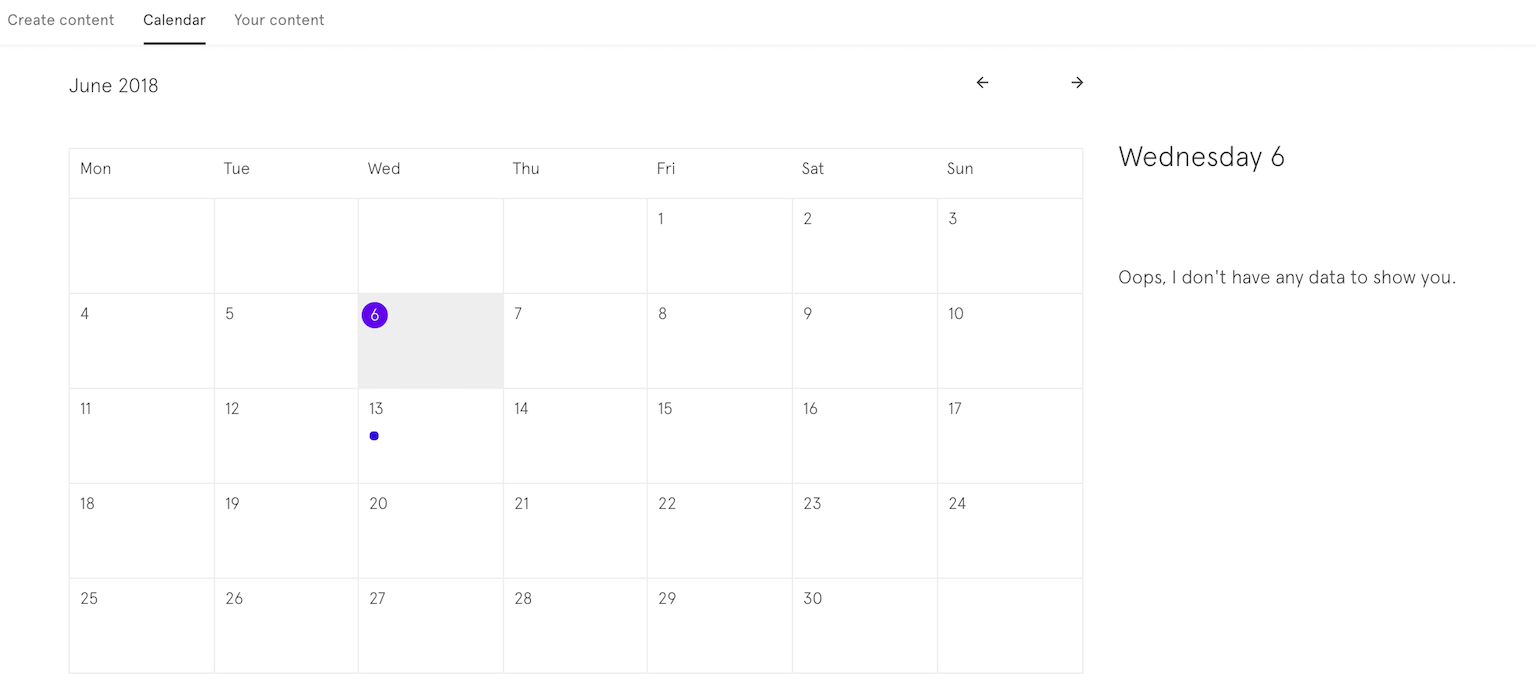 Create content Calendar Your content
June 2018
Mon Tue Wed Thu Fri Sat Sun
1 2 3
4 5 6 7 8 9 10
11 12 13 14 15 16 17
18 19 20 21 22 23 24
25 26 27 28 29 30
Wednesday 6
Oops, I don't have any data to show you.